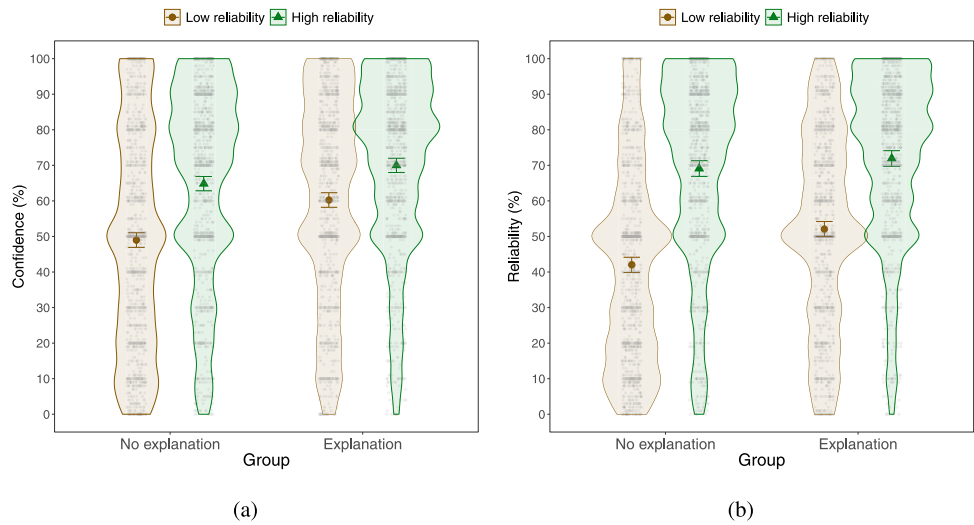 Low reliability High reliability
Confidence (%)
100
90
80
70
60
50
40
30
20
10
0
No explanation Explanation
Group
(a)
Low reliability High reliability
Reliability (%)
100
90
80
70
60
50
40
30
20
10
0
No explanation Explanation
Group
(b)